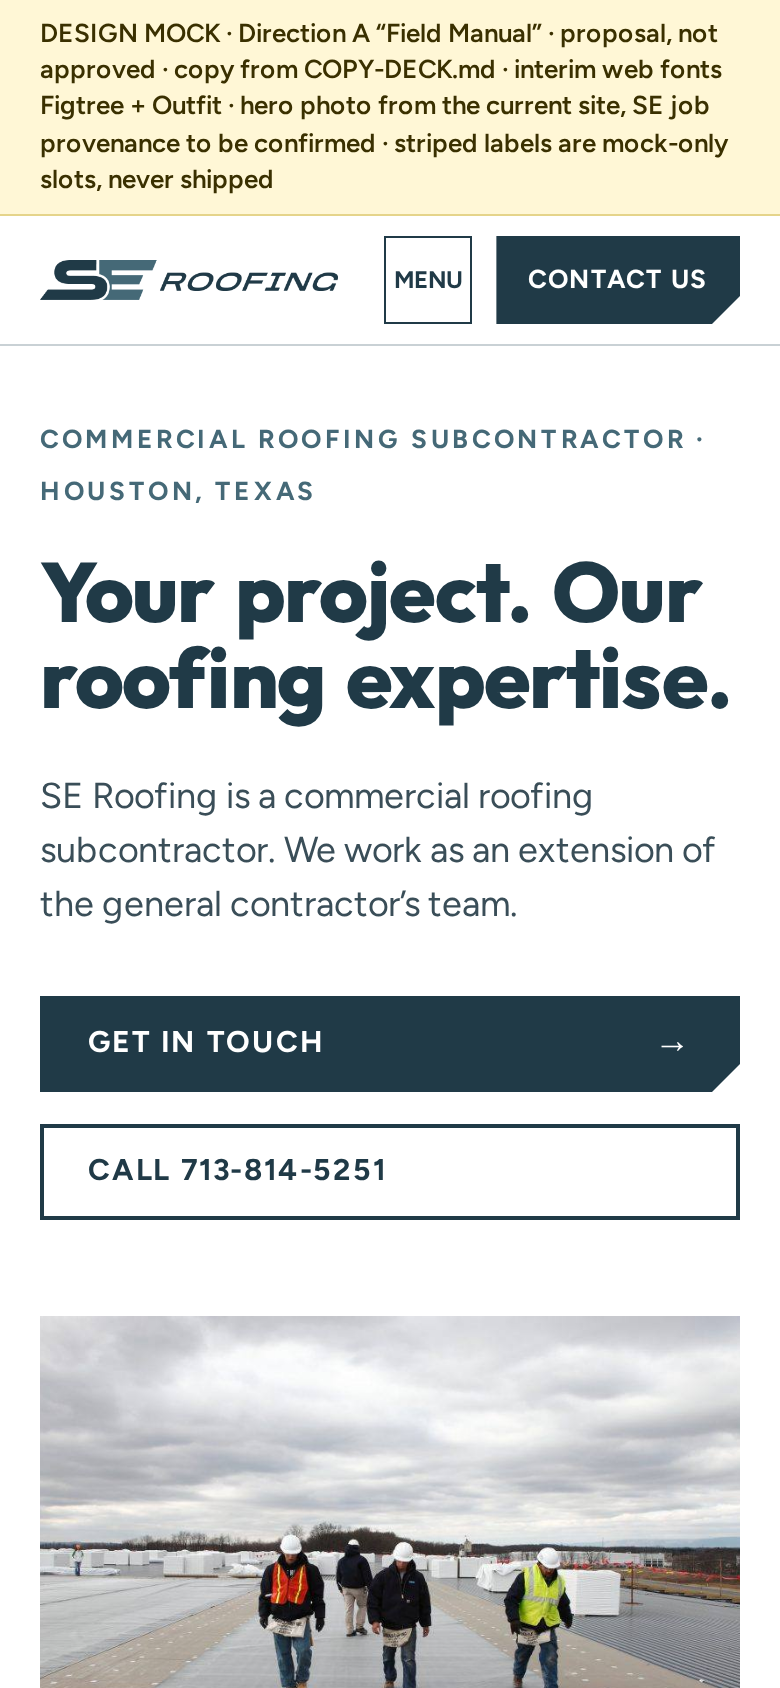 DESIGN MOCK · Direction A “Field Manual” · proposal, not
approved · copy from COPY-DECK.md · interim web fonts
Figtree + Outfit · hero photo from the current site, SE job
provenance to be confirmed · striped labels are mock-only
slots, never shipped
SE ROOFING
MENU
CONTACT US
COMMERCIAL ROOFING SUBCONTRACTOR ·
HOUSTON, TEXAS
Your project. Our
roofing expertise.
SE Roofing is a commercial roofing
subcontractor. We work as an extension of
the general contractor’s team.
GET IN TOUCH →
CALL 713-814-5251